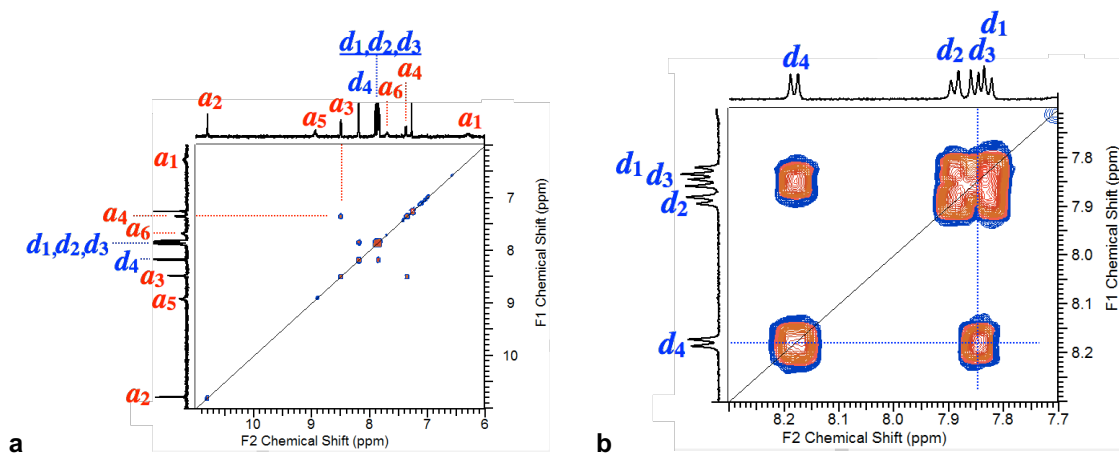 d1,d2,d3
a2
a5
a3
d4
a6
a4
a1
a1
a4
a6
d1,d2,d3
d4
a3
a5
a2
7
8
9
10
F1 Chemical Shift (ppm)
10
9
8
7
6
F2 Chemical Shift (ppm)
a
d4
d2
d3
d1
d1
d3
d2
d4
7.8
7.9
8.0
8.1
8.2
F1 Chemical Shift (ppm)
8.2
8.1
8.0
7.9
7.8
7.7
F2 Chemical Shift (ppm)
b